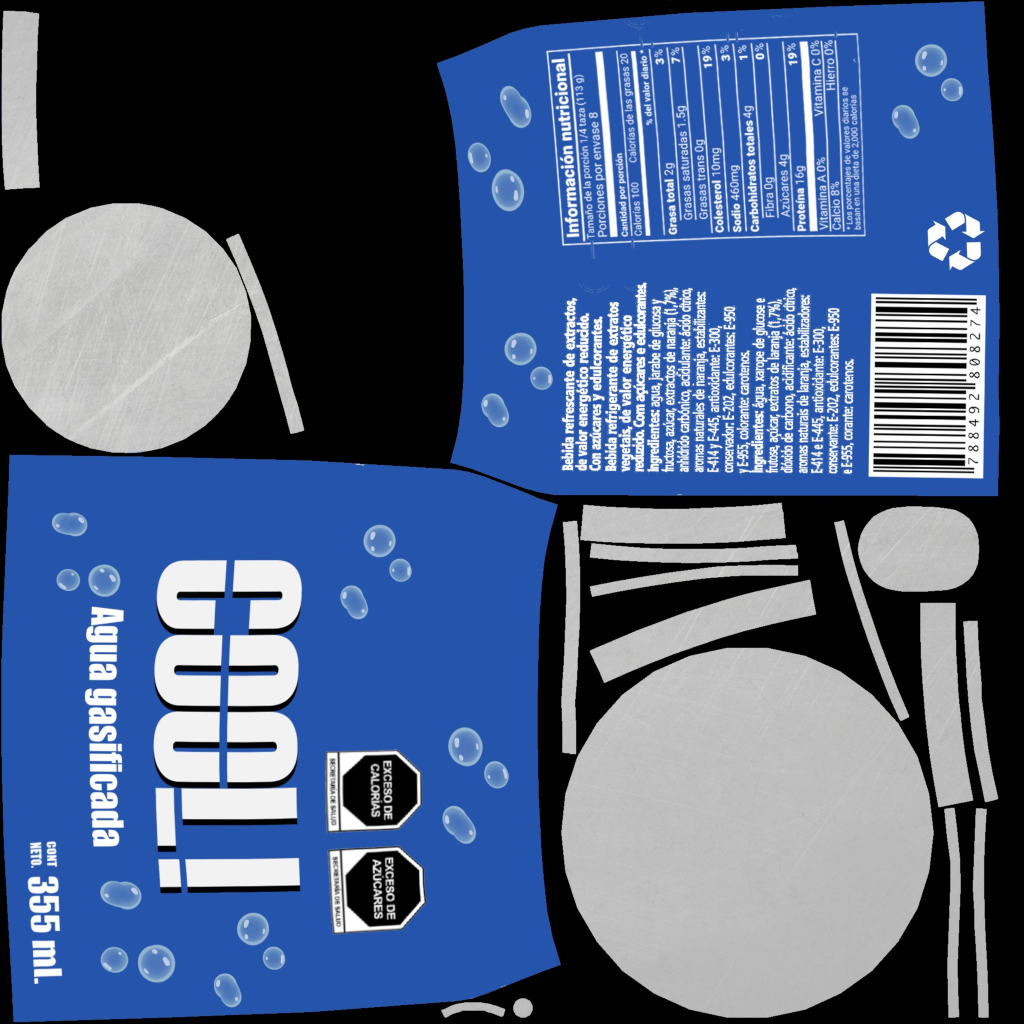 COOL!
Agua gasificada
CONT.
NETO. 355 ml.
EXCESO DE
CALORÍAS
SECRETARÍA DE SALUD
EXCESO DE
AZÚCARES
SECRETARÍA DE SALUD
Información nutricional
Tamaño de la porción 1/4 taza (113 g)
Porciones por envase 8
Cantidad por porción
Calorías 100 Calorías de las grasas 20
% del valor diario *
Grasa total 2g 3%
Grasas saturadas 1.5g 7%
Grasas trans 0g
Colesterol 10mg 19%
Sodio 460mg 3%
Carbohidratos totales 4g 1%
Fibra 0g 0%
Azúcares 4g
Proteína 16g 19%
Vitamina A 0% Vitamina C 0%
Calcio 8% Hierro 0%
* Los porcentajes de valores diarios se
basan en una dieta de 2,000 calorías
Bebida refrescante de extractos,
de valor energético reducido.
Con azúcares y edulcorantes.
Bebida refrigerante de extratos
vegetais, de valor energético
reduzido. Com açúcares e edulcorantes.
Ingredientes: agua, jarabe de glucosa y
fructosa, azúcar, extractos de naranja (1,7%),
anhídrido carbónico, acidulante: ácido cítrico,
aromas naturales de naranja, estabilizantes:
E-414 y E-445, antioxidante: E-300,
conservador: E-202, edulcorantes: E-950
y E-955, colorante: carotenos.
Ingredientes: água, xarope de glucose e
frutose, açúcar, extratos de laranja (1,7%),
dióxido de carbono, acidificante: ácido cítrico,
aromas naturais de laranja, estabilizadores:
E-414 E-445, antioxidante: E-300,
conservante: E-202, edulcorantes: E-950
e E-955, corante: carotenos.
788492808274